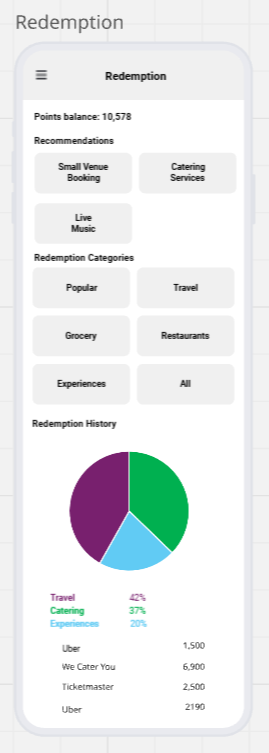 Redemption
Redemption
Points balance: 10,578
Recommendations
Small Venue
Booking
Catering
Services
Live
Music
Redemption Categories
Popular
Travel
Grocery
Restaurants
Experiences
All
Redemption History
Travel 42%
Catering 37%
Experiences 20%
Uber 1,500
We Cater You 6,900
Ticketmaster 2,500
Uber 2190